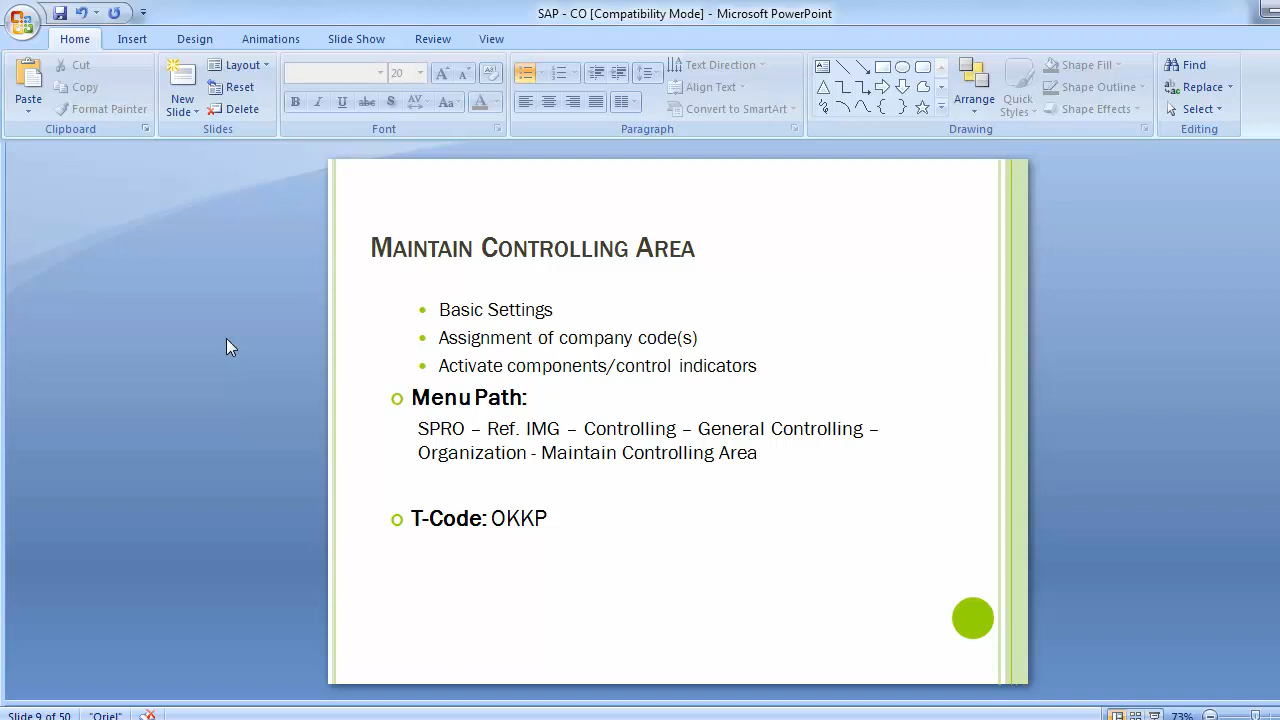 SAP - CO [Compatibility Mode] - Microsoft PowerPoint
Home Insert Design Animations Slide Show Review View
Paste
Cut
Copy
Format Painter
Clipboard
New Slide
Layout
Reset
Delete
Slides
20
B I U abc S AV Aa A
Font
Text Direction
Align Text
Convert to SmartArt
Paragraph
Arrange
Quick Styles
Shape Fill
Shape Outline
Shape Effects
Drawing
Find
Replace
Select
Editing
MAINTAIN CONTROLLING AREA
• Basic Settings
• Assignment of company code(s)
• Activate components/control indicators
o Menu Path:
SPRO – Ref. IMG – Controlling – General Controlling –
Organization - Maintain Controlling Area
o T-Code: OKKP
Slide 9 of 50 "Oriel" 73%